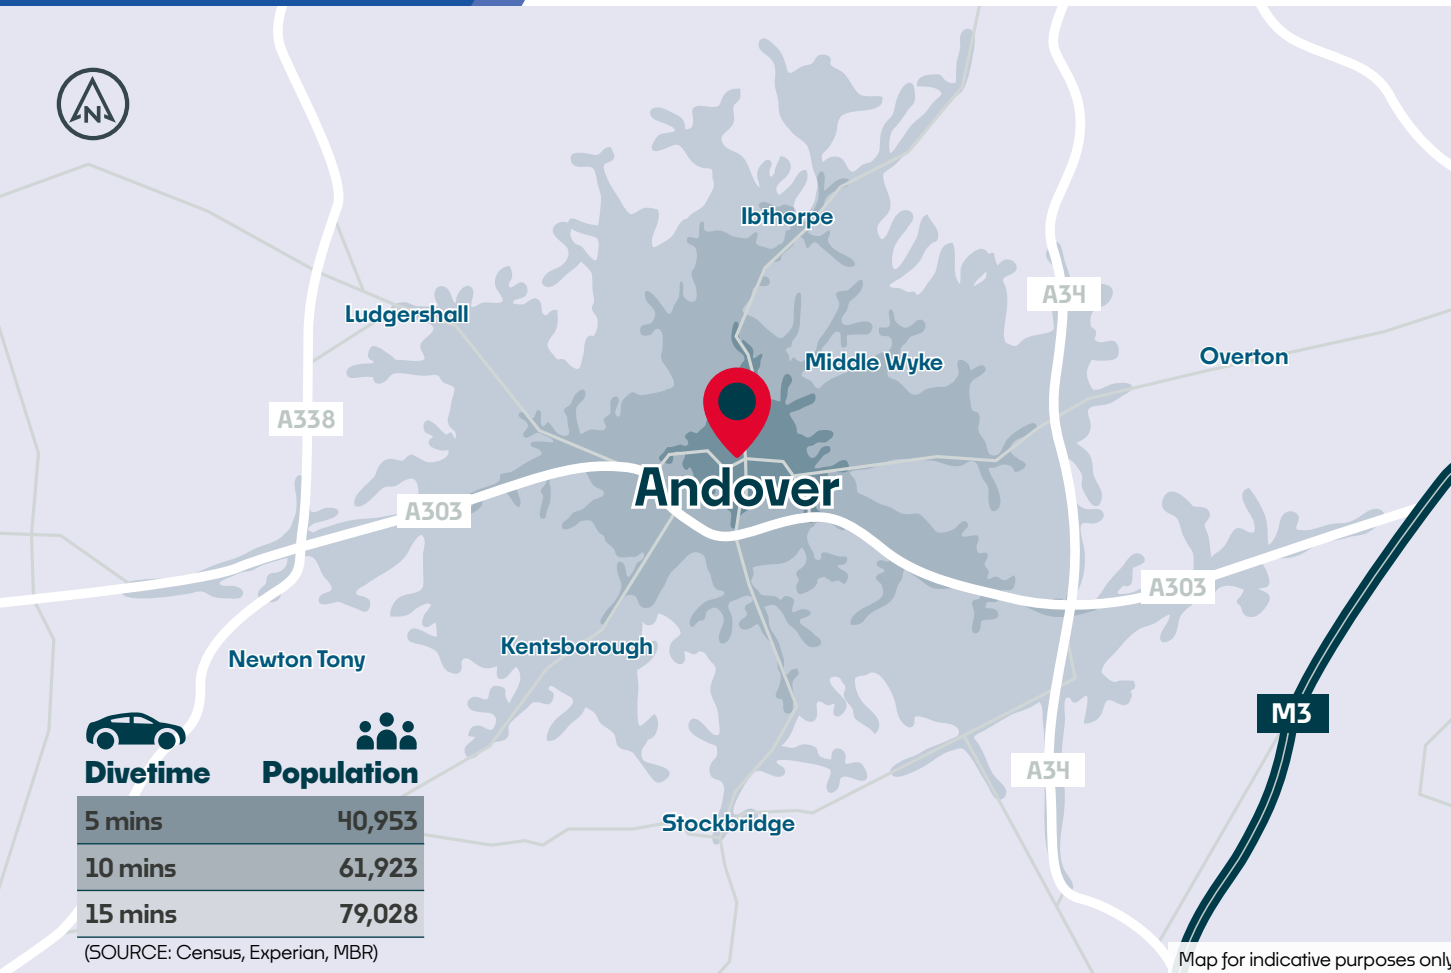 N
Ibthorpe
A34
Ludgershall
Middle Wyke
Overton
A338
Andover
A303
A303
Kentsborough
Newton Tony
M3
Divetime Population
A34
5 mins 40,953
Stockbridge
10 mins 61,923
15 mins 79,028
(SOURCE: Census, Experian, MBR)
Map for indicative purposes only